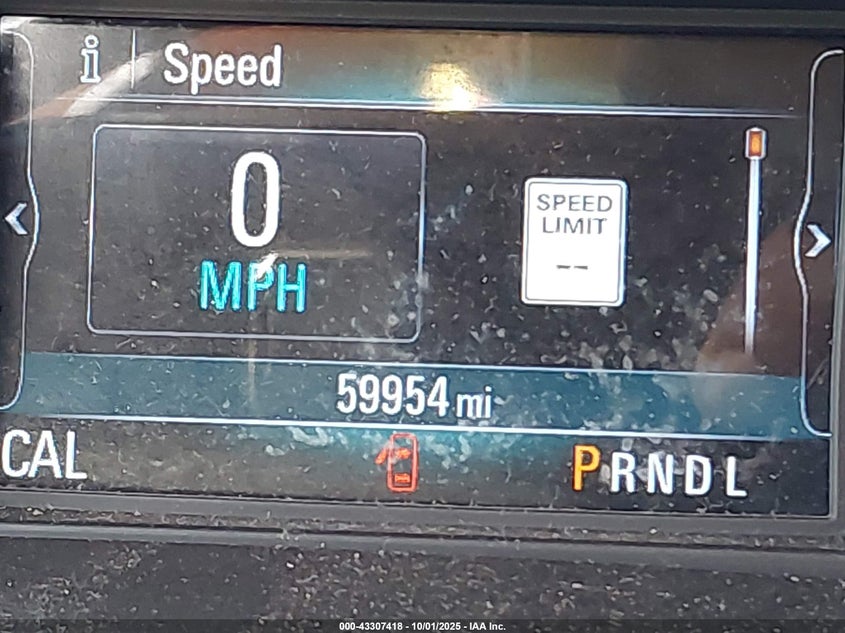 i Speed
0
MPH
SPEED
LIMIT
--
59954 mi
CAL
PRNDL
000-43307418 - 10/01/2025 - IAA Inc.